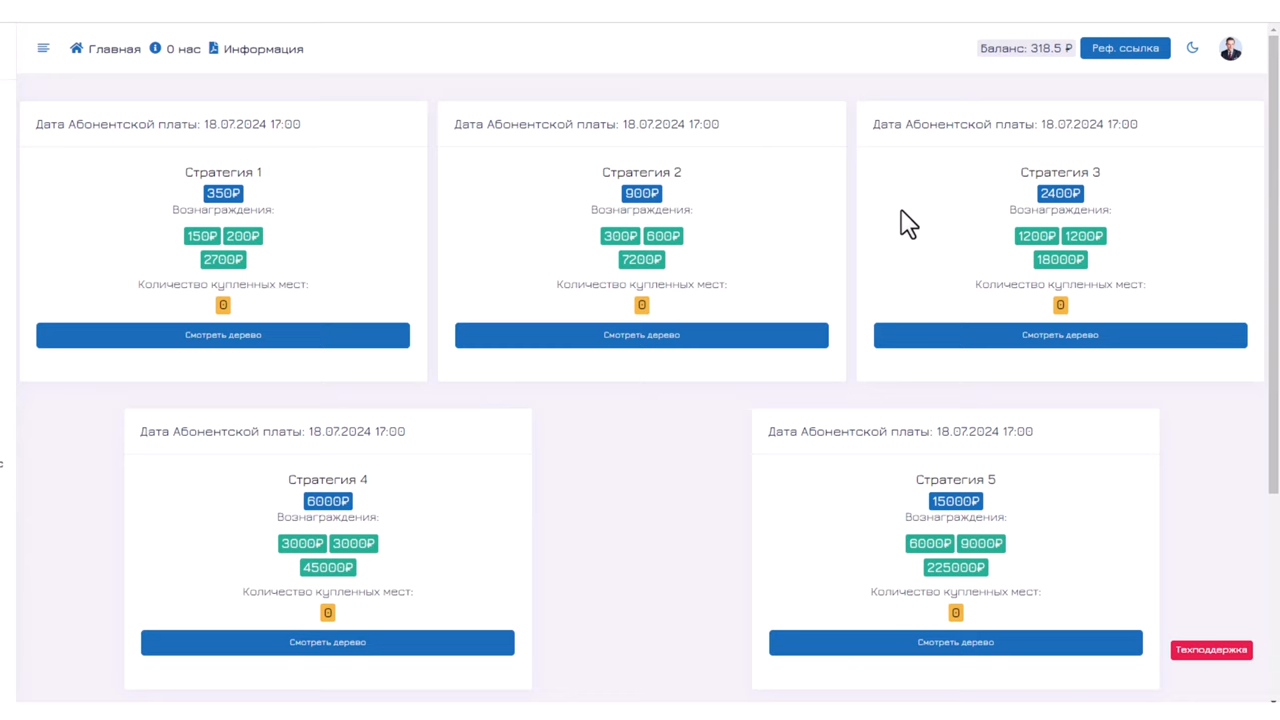 Главная О нас Информация Баланс: 318.5 ₽ Реф. ссылка
Дата Абонентской платы: 18.07.2024 17:00
Стратегия 1
350₽
Вознаграждения:
150₽ 200₽
2700₽
Количество купленных мест:
0
Смотреть дерево
Дата Абонентской платы: 18.07.2024 17:00
Стратегия 2
900₽
Вознаграждения:
300₽ 600₽
7200₽
Количество купленных мест:
0
Смотреть дерево
Дата Абонентской платы: 18.07.2024 17:00
Стратегия 3
2400₽
Вознаграждения:
1200₽ 1200₽
18000₽
Количество купленных мест:
0
Смотреть дерево
с
Дата Абонентской платы: 18.07.2024 17:00
Стратегия 4
6000₽
Вознаграждения:
3000₽ 3000₽
45000₽
Количество купленных мест:
0
Смотреть дерево
Дата Абонентской платы: 18.07.2024 17:00
Стратегия 5
15000₽
Вознаграждения:
6000₽ 9000₽
225000₽
Количество купленных мест:
0
Смотреть дерево
Техподдержка